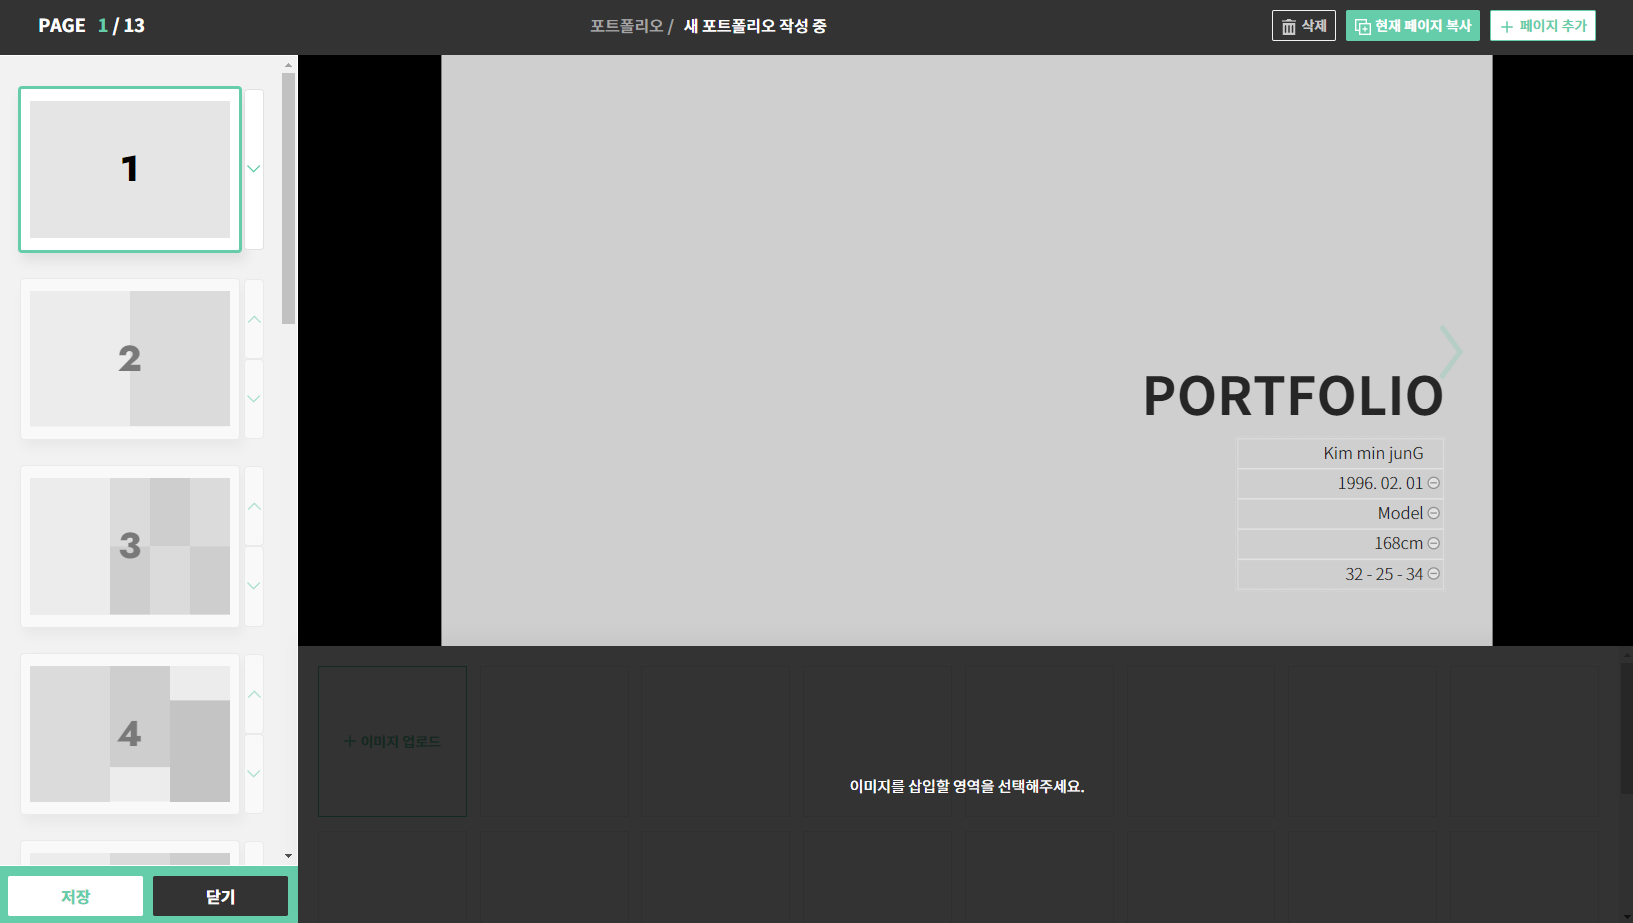 PAGE 1 / 13
포트폴리오 / 새 포트폴리오 작성 중
삭제
현재 페이지 복사
+ 페이지 추가
1
2
3
4
PORTFOLIO
Kim min junG
1996. 02. 01
Model
168cm
32 - 25 - 34
+ 이미지 업로드
이미지를 삽입할 영역을 선택해주세요.
저장
닫기